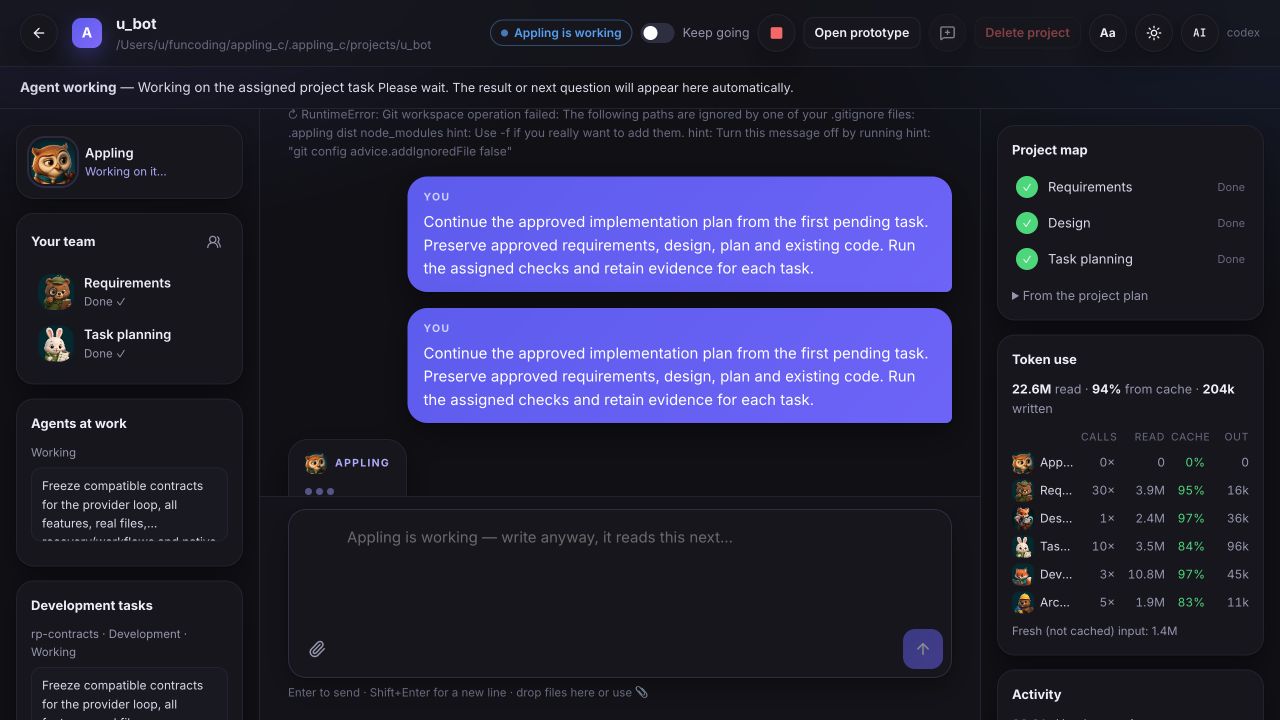 A
u_bot
/Users/u/funcoding/appling_c/.appling_c/projects/u_bot
Appling is working
Keep going
Open prototype
Delete project
Aa
AI
codex
Agent working — Working on the assigned project task Please wait. The result or next question will appear here automatically.
Appling
Working on it...
Your team
Requirements
Done ✓
Task planning
Done ✓
Agents at work
Working
Freeze compatible contracts
for the provider loop, all
features, real files,...
Development tasks
rp-contracts · Development ·
Working
Freeze compatible contracts
for the provider loop, all
↻ RuntimeError: Git workspace operation failed: The following paths are ignored by one of your .gitignore files:
.appling dist node_modules hint: Use -f if you really want to add them. hint: Turn this message off by running hint:
"git config advice.addIgnoredFile false"
YOU
Continue the approved implementation plan from the first pending task.
Preserve approved requirements, design, plan and existing code. Run
the assigned checks and retain evidence for each task.
YOU
Continue the approved implementation plan from the first pending task.
Preserve approved requirements, design, plan and existing code. Run
the assigned checks and retain evidence for each task.
APPLING
Appling is working — write anyway, it reads this next...
Enter to send · Shift+Enter for a new line · drop files here or use 📎
Project map
Requirements Done
Design Done
Task planning Done
▶ From the project plan
Token use
22.6M read · 94% from cache · 204k
written
CALLS READ CACHE OUT
App... 0× 0 0% 0
Req... 30× 3.9M 95% 16k
Des... 1× 2.4M 97% 36k
Tas... 10× 3.5M 84% 96k
Dev... 3× 10.8M 97% 45k
Arc... 5× 1.9M 83% 11k
Fresh (not cached) input: 1.4M
Activity